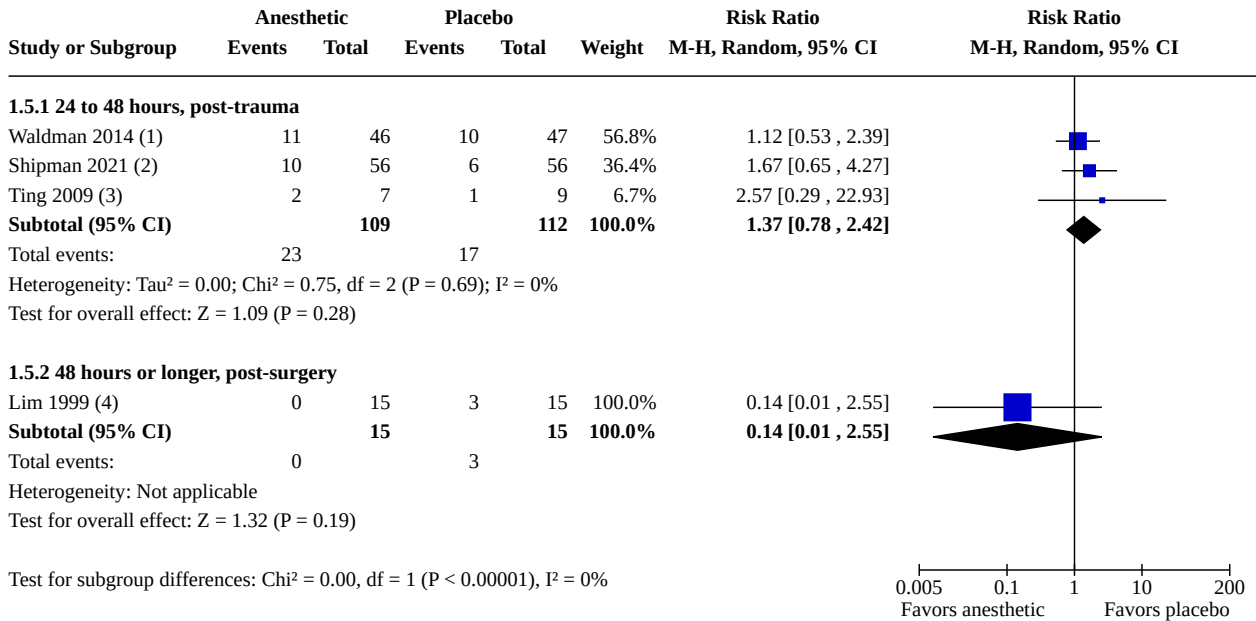 Anesthetic Placebo Risk Ratio Risk Ratio
Study or Subgroup Events Total Events Total Weight M-H, Random, 95% CI M-H, Random, 95% CI
1.5.1 24 to 48 hours, post-trauma
Waldman 2014 (1) 11 46 10 47 56.8% 1.12 [0.53 , 2.39]
Shipman 2021 (2) 10 56 6 56 36.4% 1.67 [0.65 , 4.27]
Ting 2009 (3) 2 7 1 9 6.7% 2.57 [0.29 , 22.93]
Subtotal (95% CI) 109 112 100.0% 1.37 [0.78 , 2.42]
Total events: 23 17
Heterogeneity: Tau² = 0.00; Chi² = 0.75, df = 2 (P = 0.69); I² = 0%
Test for overall effect: Z = 1.09 (P = 0.28)
1.5.2 48 hours or longer, post-surgery
Lim 1999 (4) 0 15 3 15 100.0% 0.14 [0.01 , 2.55]
Subtotal (95% CI) 15 15 100.0% 0.14 [0.01 , 2.55]
Total events: 0 3
Heterogeneity: Not applicable
Test for overall effect: Z = 1.32 (P = 0.19)
Test for subgroup differences: Chi² = 0.00, df = 1 (P < 0.00001), I² = 0%
0.005 0.1 1 10 200
Favors anesthetic Favors placebo